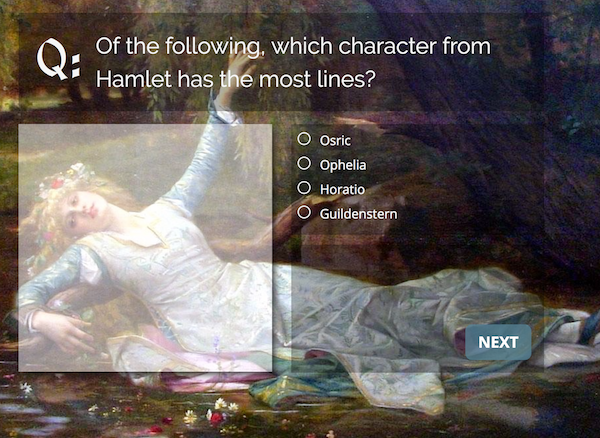 Q: Of the following, which character from
Hamlet has the most lines?
Osric
Ophelia
Horatio
Guildenstern
NEXT